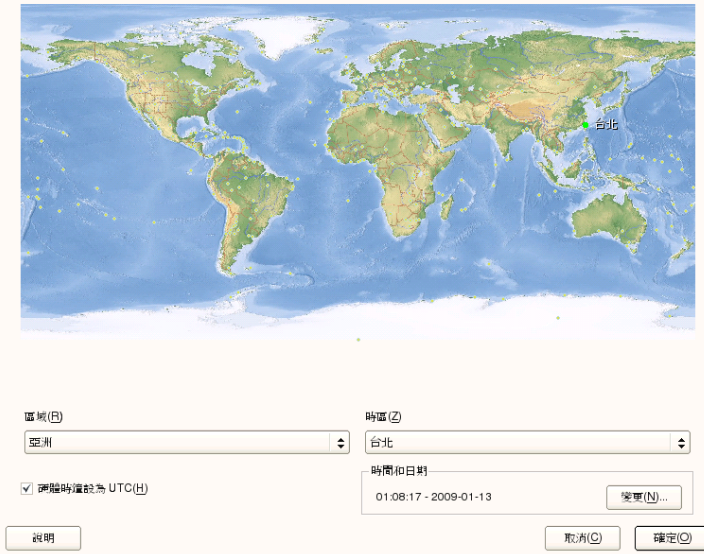 台北
區域(R)
時區(Z)
亞洲
台北
時間和日期
硬體時鐘設為 UTC(H)
01:08:17 - 2009-01-13
變更(N)...
說明
取消(C)
確定(O)